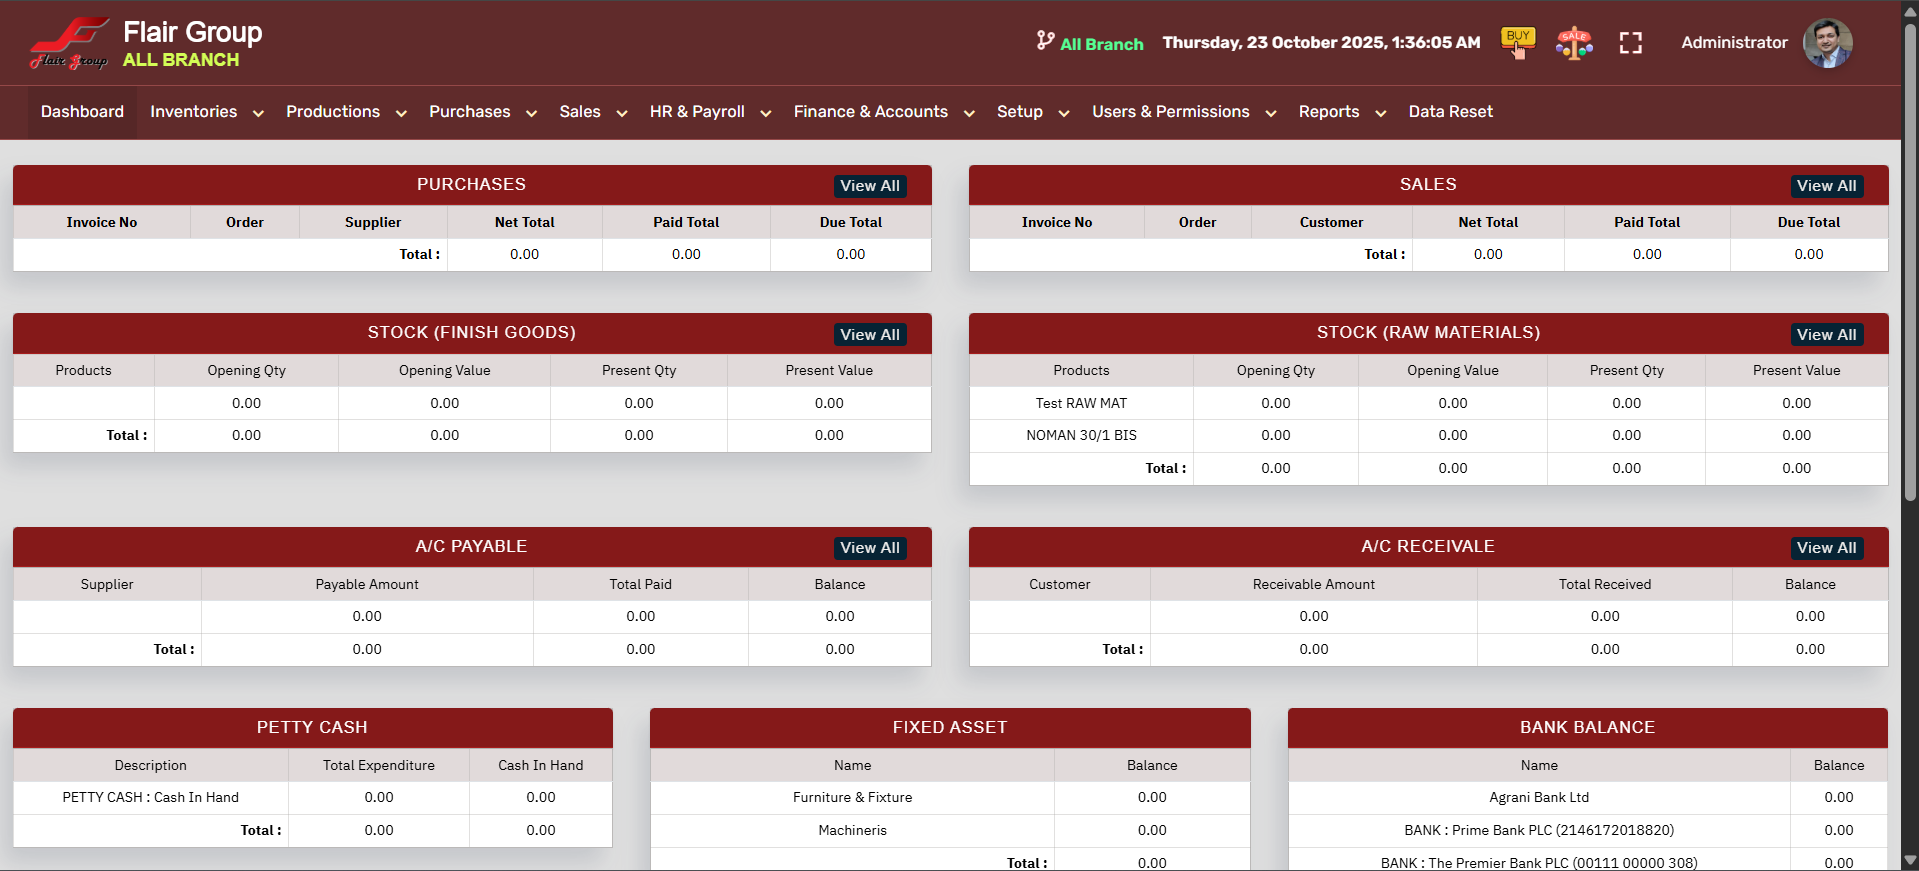 Flair Group
Flair Group
ALL BRANCH
All Branch
Thursday, 23 October 2025, 1:36:05 AM
BUY
SALE
Administrator
Dashboard Inventories Productions Purchases Sales HR & Payroll Finance & Accounts Setup Users & Permissions Reports Data Reset
PURCHASES View All
Invoice No Order Supplier Net Total Paid Total Due Total
Total : 0.00 0.00 0.00
SALES View All
Invoice No Order Customer Net Total Paid Total Due Total
Total : 0.00 0.00 0.00
STOCK (FINISH GOODS) View All
Products Opening Qty Opening Value Present Qty Present Value
0.00 0.00 0.00 0.00
Total : 0.00 0.00 0.00 0.00
STOCK (RAW MATERIALS) View All
Products Opening Qty Opening Value Present Qty Present Value
Test RAW MAT 0.00 0.00 0.00 0.00
NOMAN 30/1 BIS 0.00 0.00 0.00 0.00
Total : 0.00 0.00 0.00 0.00
A/C PAYABLE View All
Supplier Payable Amount Total Paid Balance
0.00 0.00 0.00
Total : 0.00 0.00 0.00
A/C RECEIVALE View All
Customer Receivable Amount Total Received Balance
0.00 0.00 0.00
Total : 0.00 0.00 0.00
PETTY CASH
Description Total Expenditure Cash In Hand
PETTY CASH : Cash In Hand 0.00 0.00
Total : 0.00 0.00
FIXED ASSET
Name Balance
Furniture & Fixture 0.00
Machineris 0.00
Total : 0.00
BANK BALANCE
Name Balance
Agrani Bank Ltd 0.00
BANK : Prime Bank PLC (2146172018820) 0.00
BANK : The Premier Bank PLC (00111 00000 308) 0.00